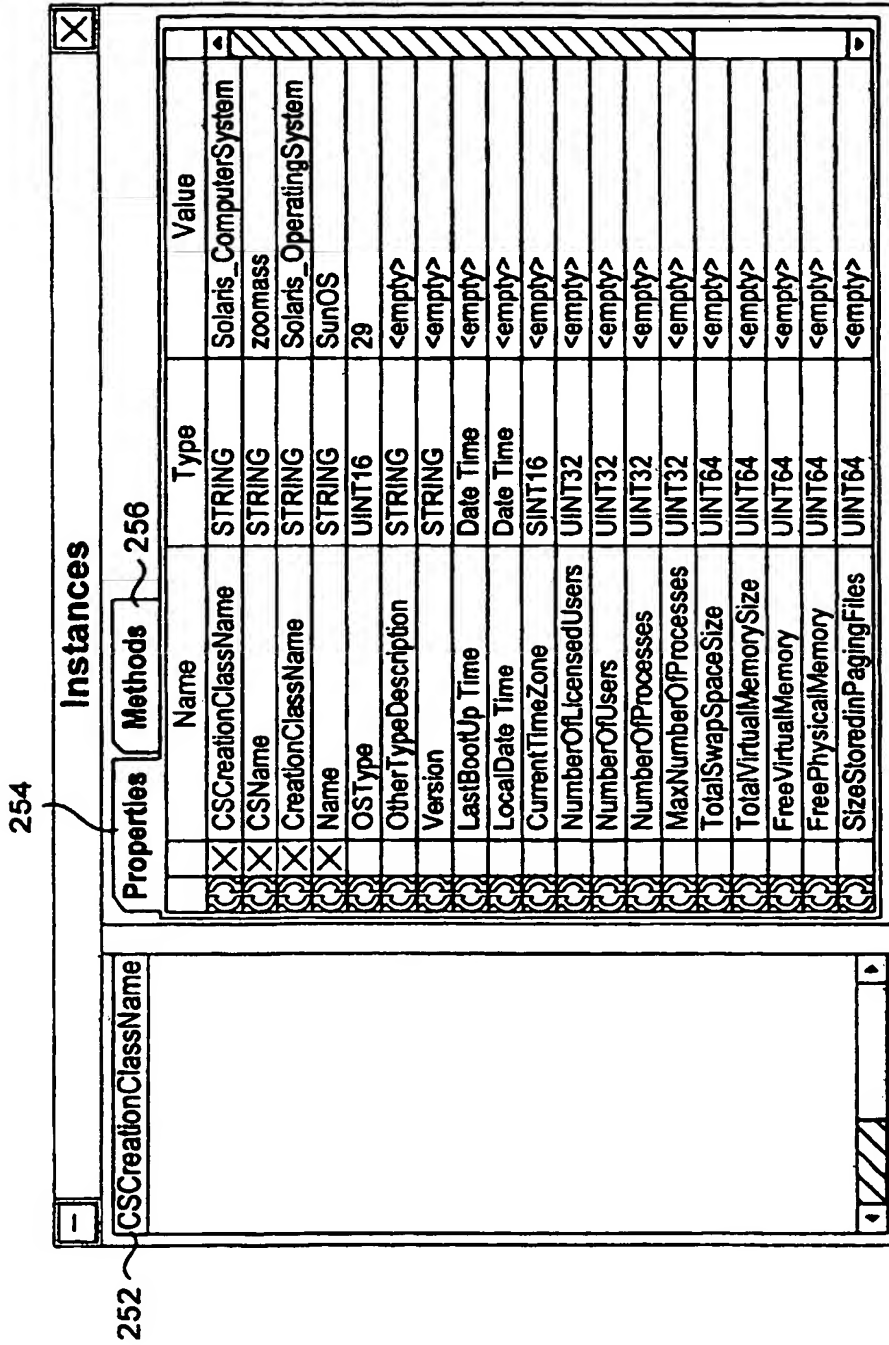 254
Instances
Properties Methods 256
252 CSCreationClassName
Name Type Value
CSCreationClassName STRING Solaris_ComputerSystem
CSName STRING zoomass
CreationClassName STRING Solaris_OperatingSystem
Name STRING SunOS
OSType UINT16 29
OtherTypeDescription STRING <empty>
Version STRING <empty>
LastBootUp Time Date Time <empty>
LocalDate Time Date Time <empty>
CurrentTimeZone SINT16 <empty>
NumberOfLicensedUsers UINT32 <empty>
NumberOfUsers UINT32 <empty>
NumberOfProcesses UINT32 <empty>
MaxNumberOfProcesses UINT32 <empty>
TotalSwapSpaceSize UINT64 <empty>
TotalVirtualMemorySize UINT64 <empty>
FreeVirtualMemory UINT64 <empty>
FreePhysicalMemory UINT64 <empty>
SizeStoredinPagingFiles UINT64 <empty>